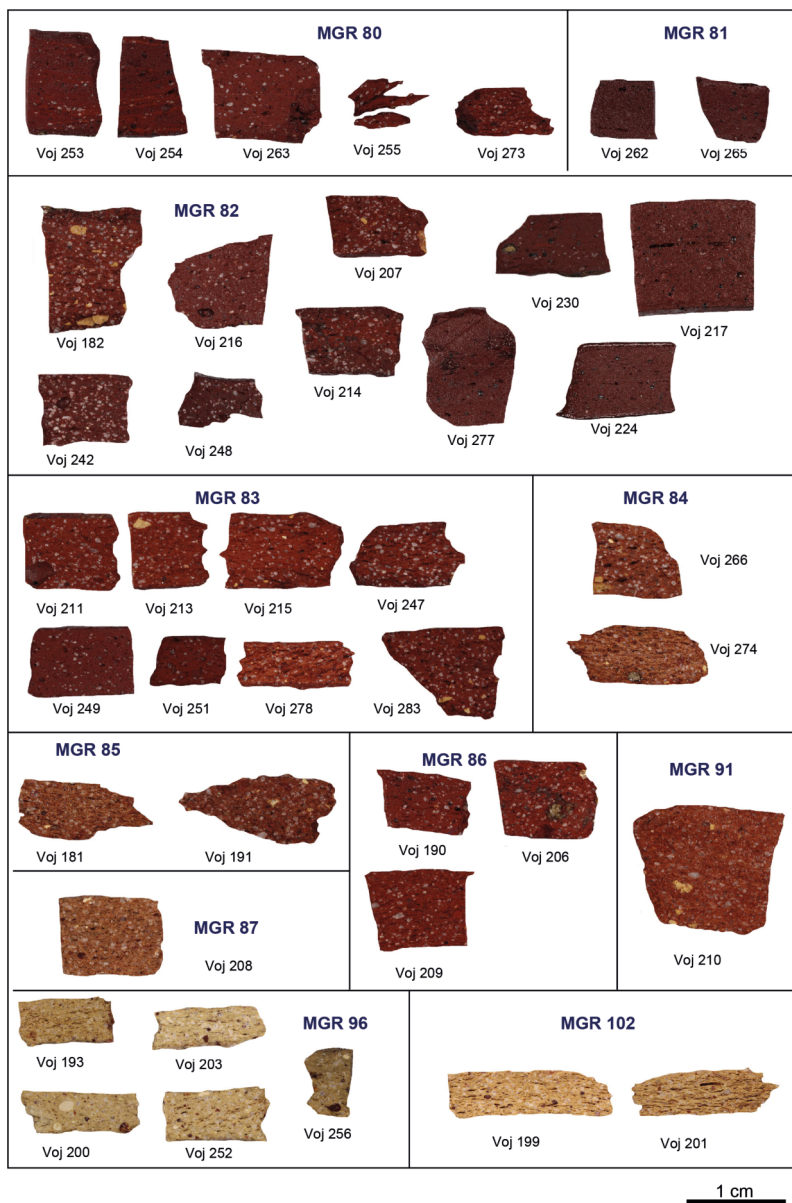 MGR 80
Voj 253
Voj 254
Voj 263
Voj 255
Voj 273
MGR 81
Voj 262
Voj 265
MGR 82
Voj 182
Voj 216
Voj 207
Voj 230
Voj 217
Voj 242
Voj 248
Voj 214
Voj 277
Voj 224
MGR 83
Voj 211
Voj 213
Voj 215
Voj 247
Voj 249
Voj 251
Voj 278
Voj 283
MGR 84
Voj 266
Voj 274
MGR 85
Voj 181
Voj 191
MGR 86
Voj 190
Voj 206
Voj 209
MGR 91
Voj 210
MGR 87
Voj 208
MGR 96
Voj 193
Voj 203
Voj 200
Voj 252
Voj 256
MGR 102
Voj 199
Voj 201
1 cm